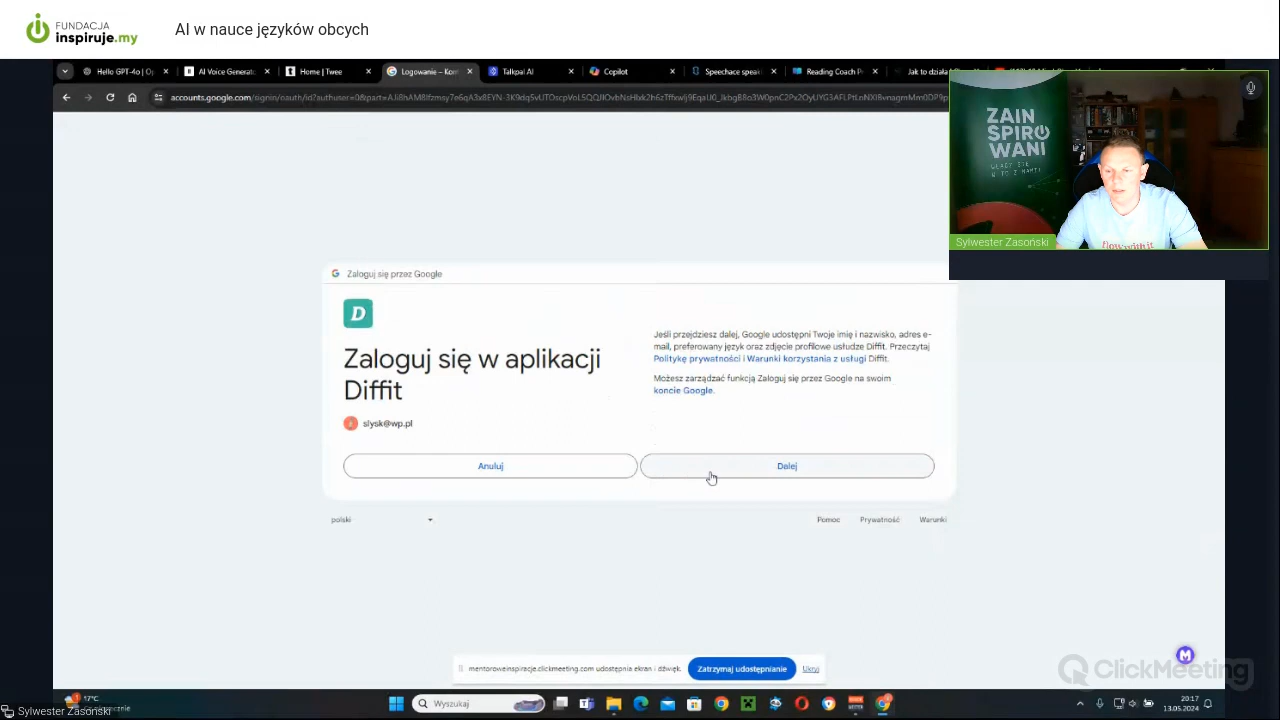 FUNDACJA
inspiruje.my
AI w nauce języków obcych
Hello GPT-4o | Op
AI Voice Generato
Home | Twee
Logowanie – Kon
Talkpal AI
Copilot
Speechace speak
Reading Coach P
Jak to działa
accounts.google.com
ZAIN
SPIRO
WANI
Sylwester Zasoński
Zaloguj się przez Google
D
Zaloguj się w aplikacji
Diffit
slysk@wp.pl
Jeśli przejdziesz dalej, Google udostępni Twoje imię i nazwisko, adres e-
mail, preferowany język oraz zdjęcie profilowe usłudze Diffit. Przeczytaj
Politykę prywatności i Warunki korzystania z usługi Diffit.
Możesz zarządzać funkcją Zaloguj się przez Google na swoim
koncie Google.
Anuluj
Dalej
polski
Pomoc
Prywatność
Warunki
mentoroweinspiracje.clickmeeting.com udostępnia ekran i dźwięk.
Zatrzymaj udostępnianie
Ukryj
M
ClickMeeting
17°C
Wyszukaj
20:17
13.05.2024
Sylwester Zasoński